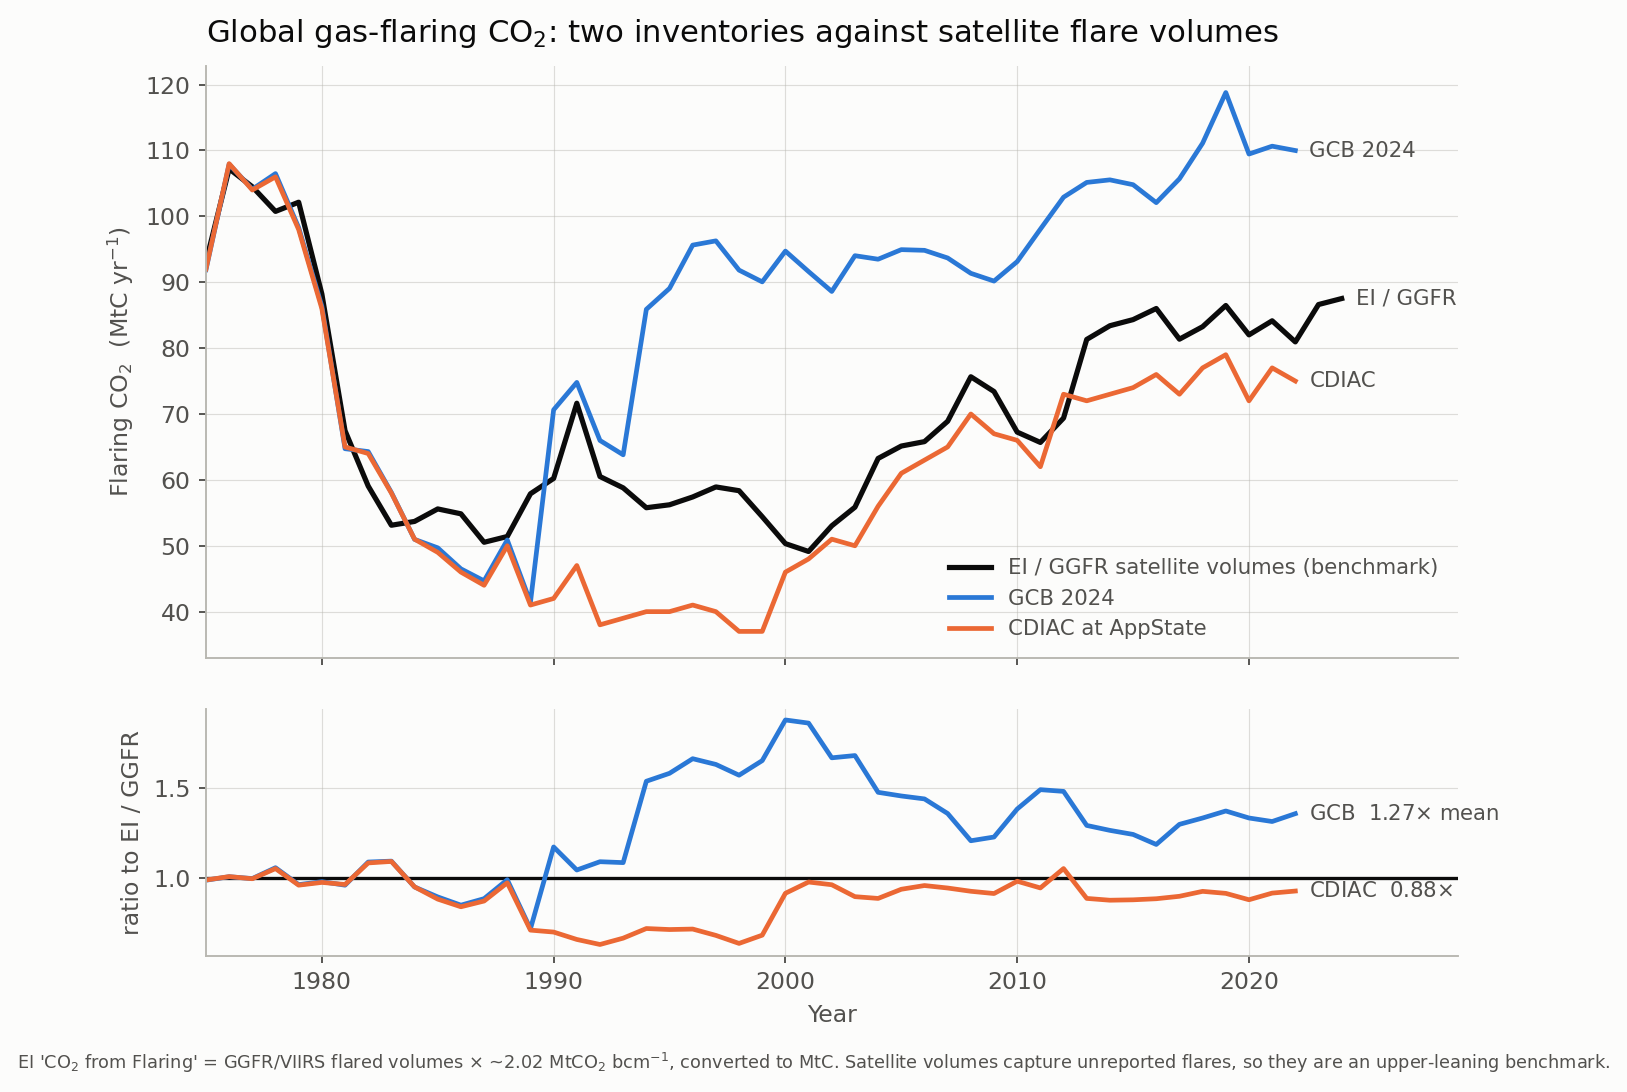 Global gas-flaring CO₂: two inventories against satellite flare volumes
Flaring CO₂ (MtC yr⁻¹)
120
110
100
90
80
70
60
50
40
GCB 2024
EI / GGFR
CDIAC
EI / GGFR satellite volumes (benchmark)
GCB 2024
CDIAC at AppState
ratio to EI / GGFR
1.5
1.0
GCB 1.27× mean
CDIAC 0.88×
1980 1990 2000 2010 2020
Year
EI 'CO₂ from Flaring' = GGFR/VIIRS flared volumes × ~2.02 MtCO₂ bcm⁻¹, converted to MtC. Satellite volumes capture unreported flares, so they are an upper-leaning benchmark.